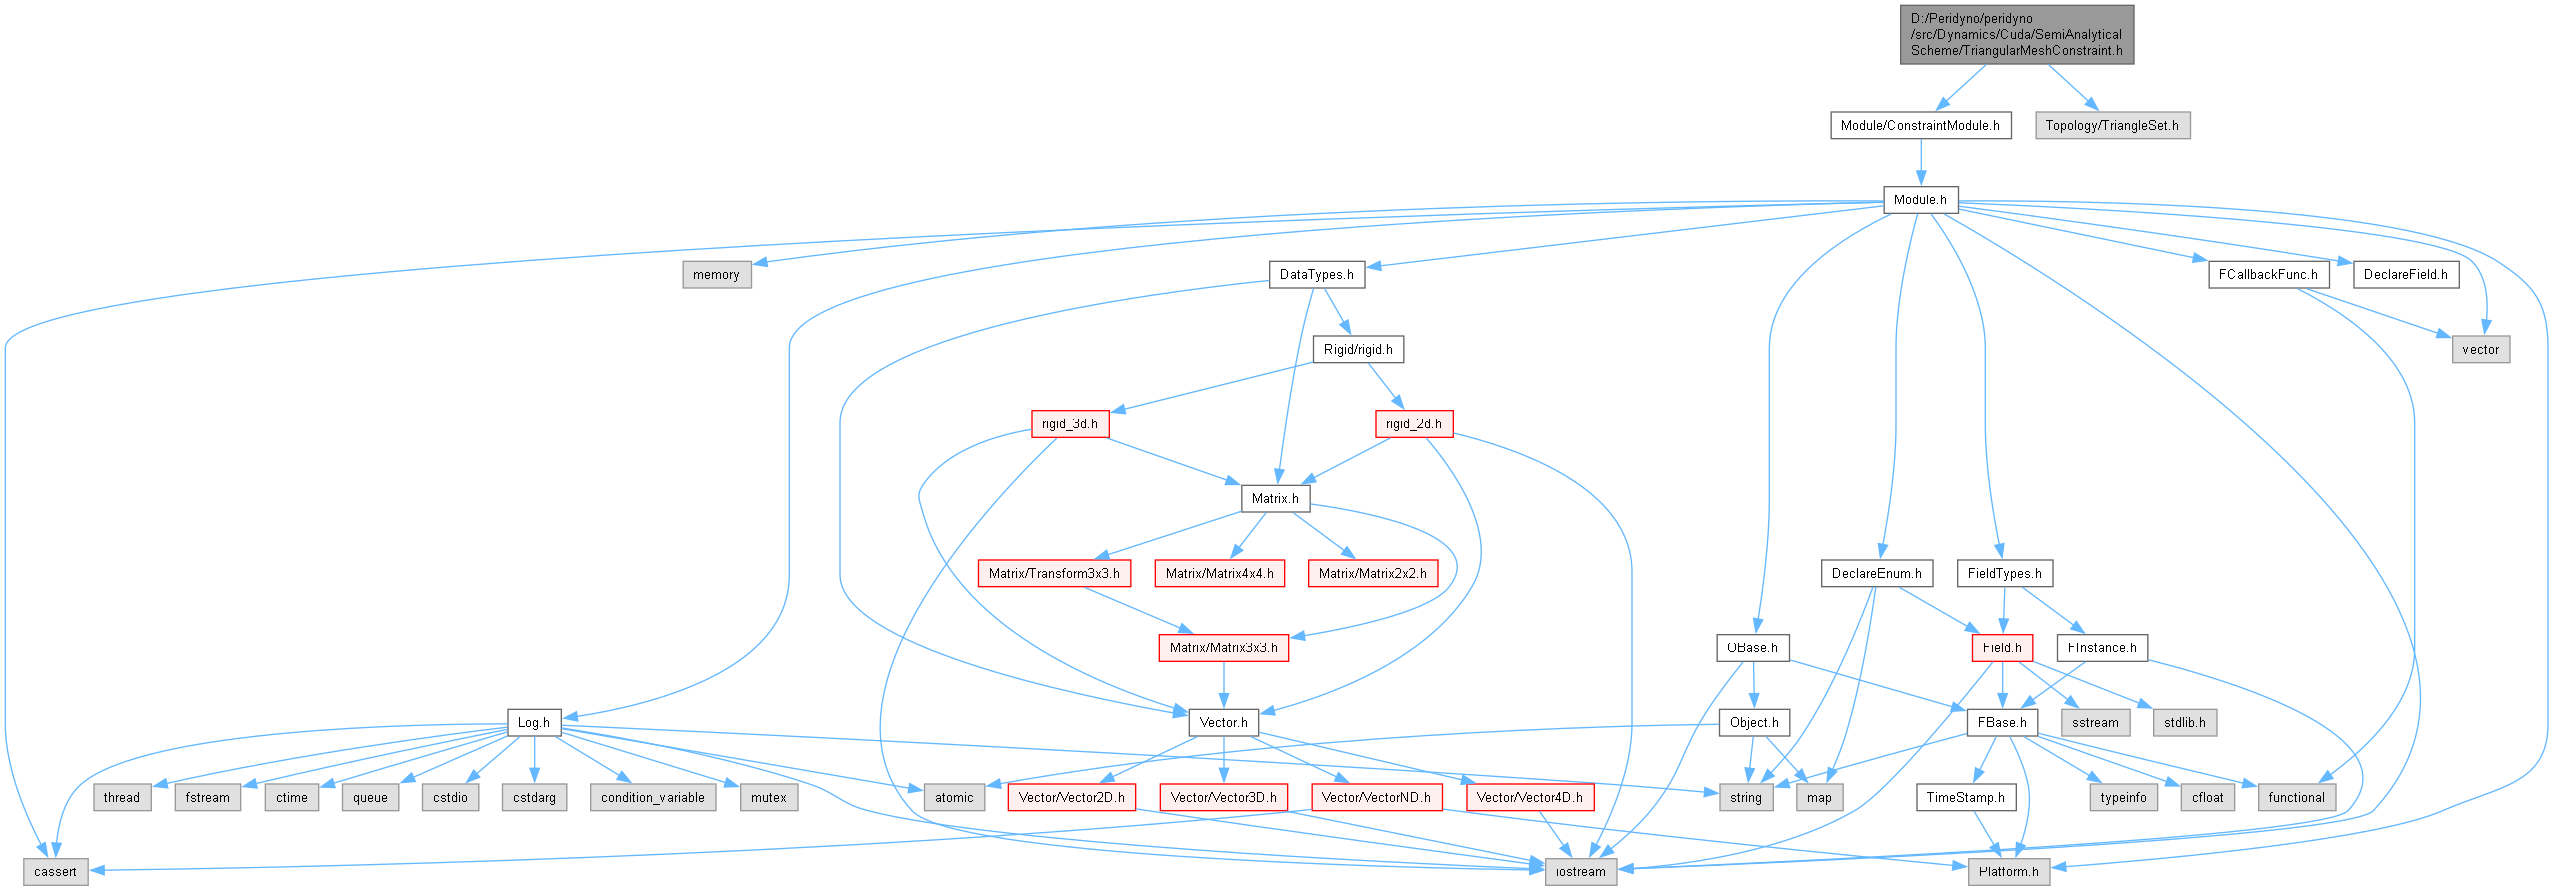 D:/Peridyno/peridyno
/src/Dynamics/Cuda/SemiAnalytical
Scheme/TriangularMeshConstraint.h
Module/ConstraintModule.h
Topology/TriangleSet.h
Module.h
memory
DataTypes.h
FCallbackFunc.h
DeclareField.h
Rigid/rigid.h
vector
rigid_3d.h
rigid_2d.h
Matrix.h
Matrix/Transform3x3.h
Matrix/Matrix4x4.h
Matrix/Matrix2x2.h
DeclareEnum.h
FieldTypes.h
Matrix/Matrix3x3.h
OBase.h
Field.h
FInstance.h
Log.h
Vector.h
Object.h
FBase.h
sstream
stdlib.h
thread
fstream
ctime
queue
cstdio
cstdarg
condition_variable
mutex
atomic
Vector/Vector2D.h
Vector/Vector3D.h
Vector/VectorND.h
Vector/Vector4D.h
string
map
TimeStamp.h
typeinfo
cfloat
functional
cassert
iostream
Platform.h